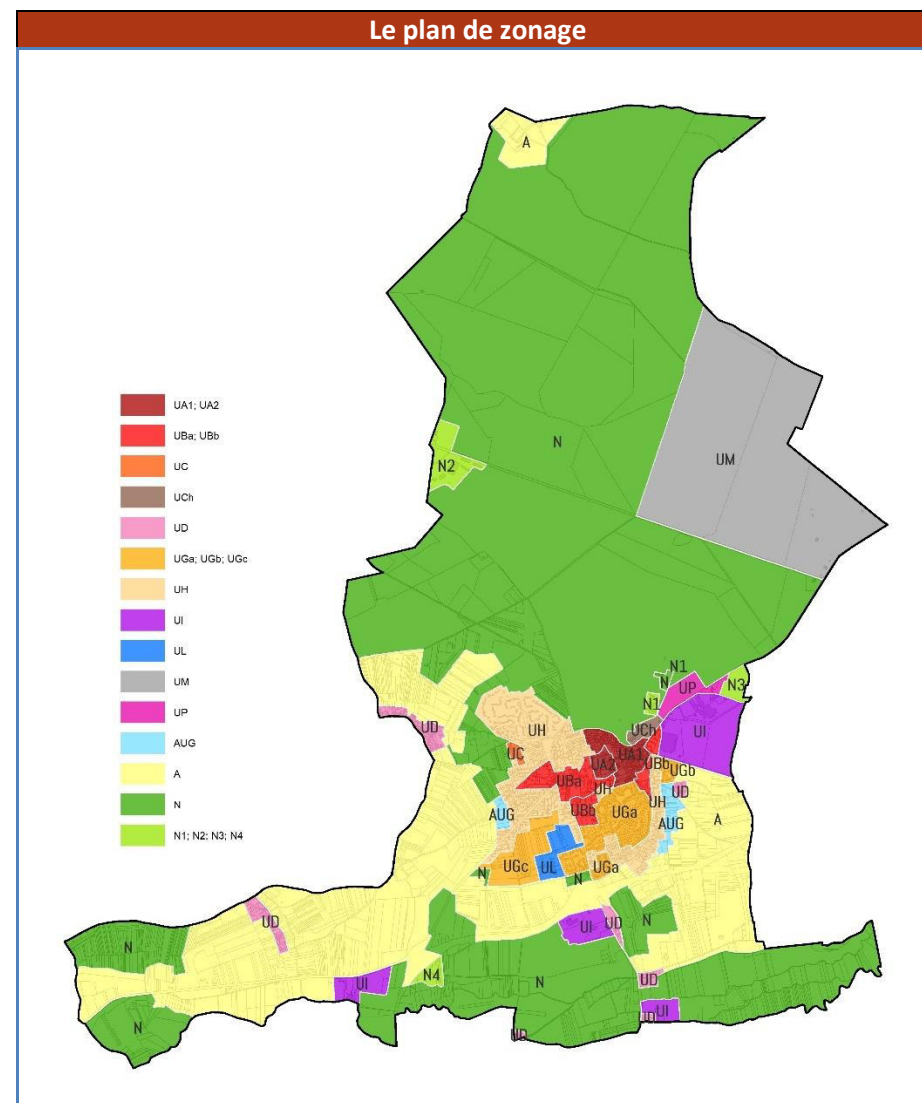 Le plan de zonage
A
N
UM
N2
UA1; UA2
UBa; UBb
UC
UCh
UD
UGa; UGb; UGc
UH
UI
UL
UM
UP
AUG
A
N
N1; N2; N3; N4
N1
N
UP
N3
N1
UD
UH
UCh
UI
UC
UA1
UA2
UBb
UBa
UGb
UH
UD
UH
AUG
UBb
UGa
AUG
A
UGc
UL
UGa
N
N
UD
UI
UD
N
N
N4
N
UD
UI
UI
UD
N
UD